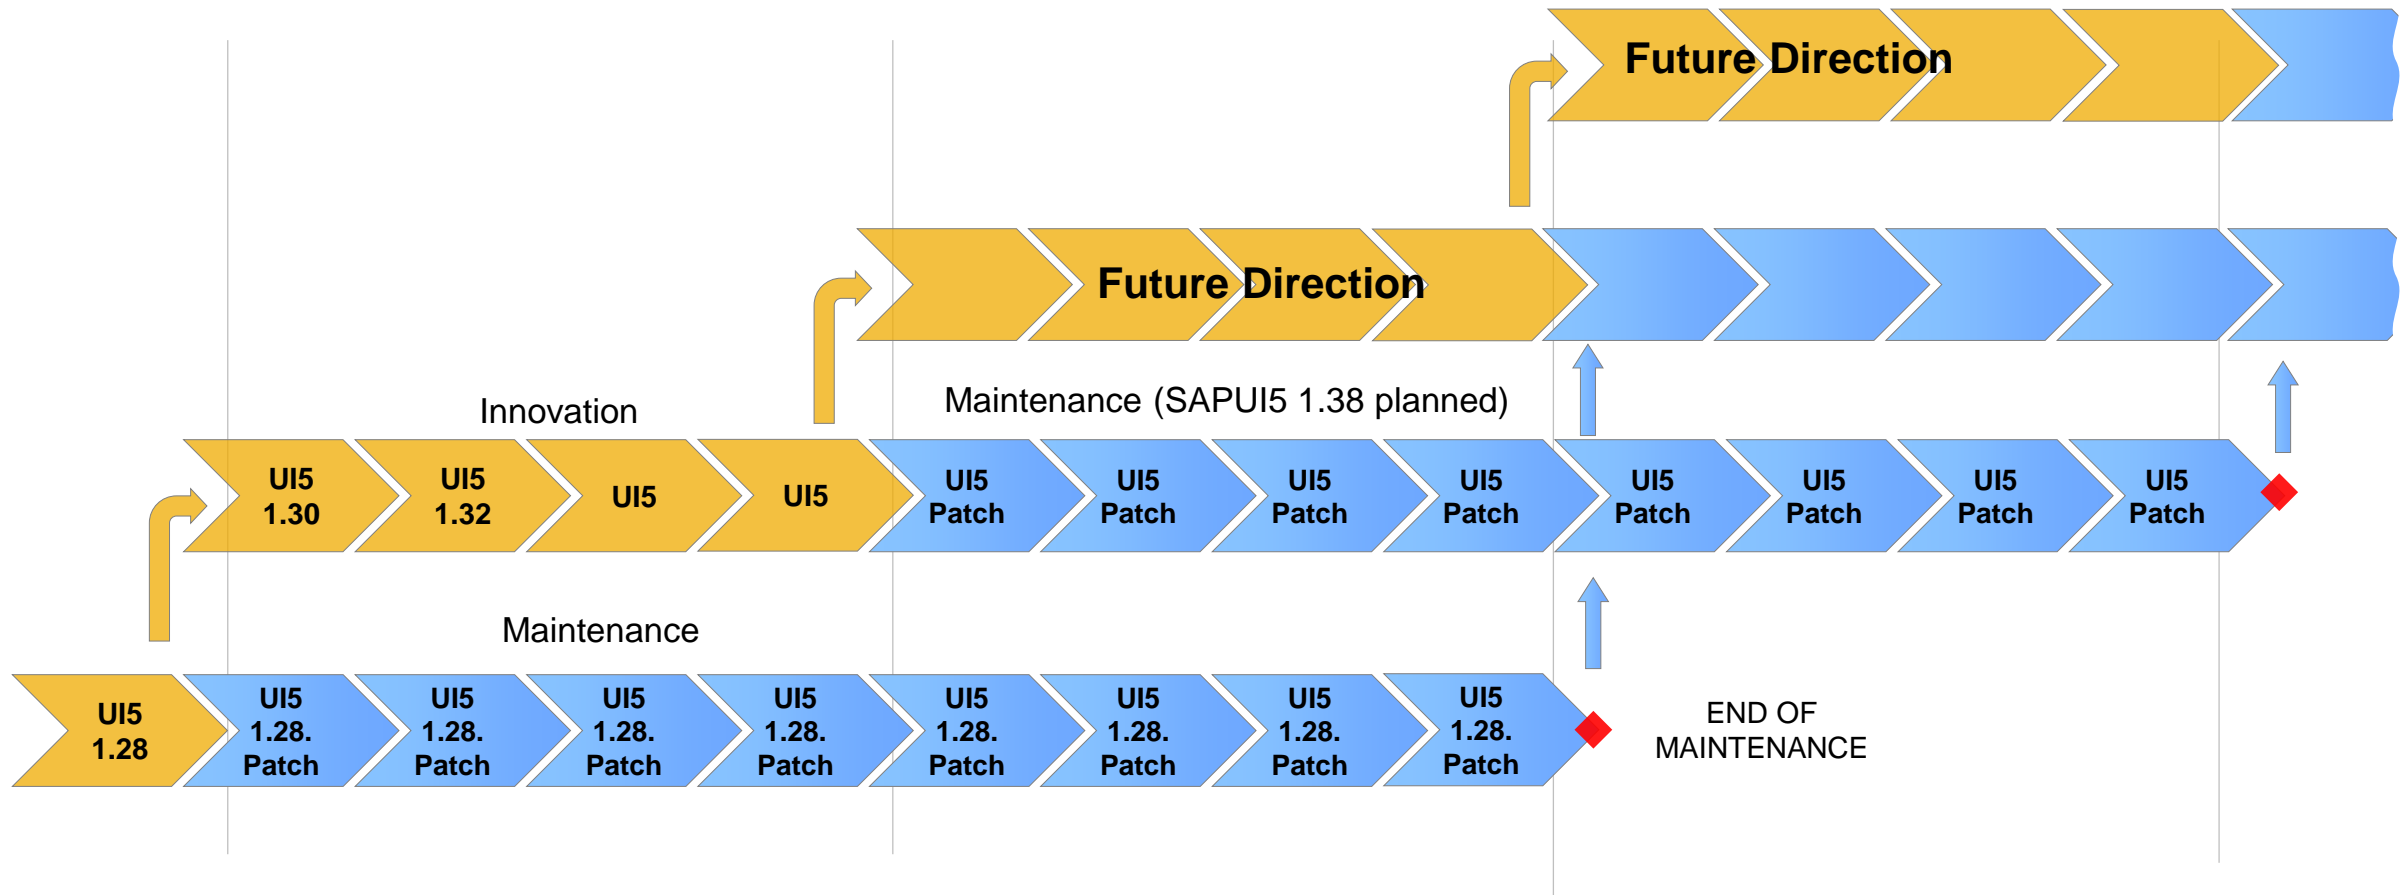 Future Direction
Future Direction
Innovation
Maintenance (SAPUI5 1.38 planned)
UI5
1.30
UI5
1.32
UI5
UI5
UI5
Patch
UI5
Patch
UI5
Patch
UI5
Patch
UI5
Patch
UI5
Patch
UI5
Patch
UI5
Patch
Maintenance
UI5
1.28
UI5
1.28.
Patch
UI5
1.28.
Patch
UI5
1.28.
Patch
UI5
1.28.
Patch
UI5
1.28.
Patch
UI5
1.28.
Patch
UI5
1.28.
Patch
UI5
1.28.
Patch
END OF
MAINTENANCE